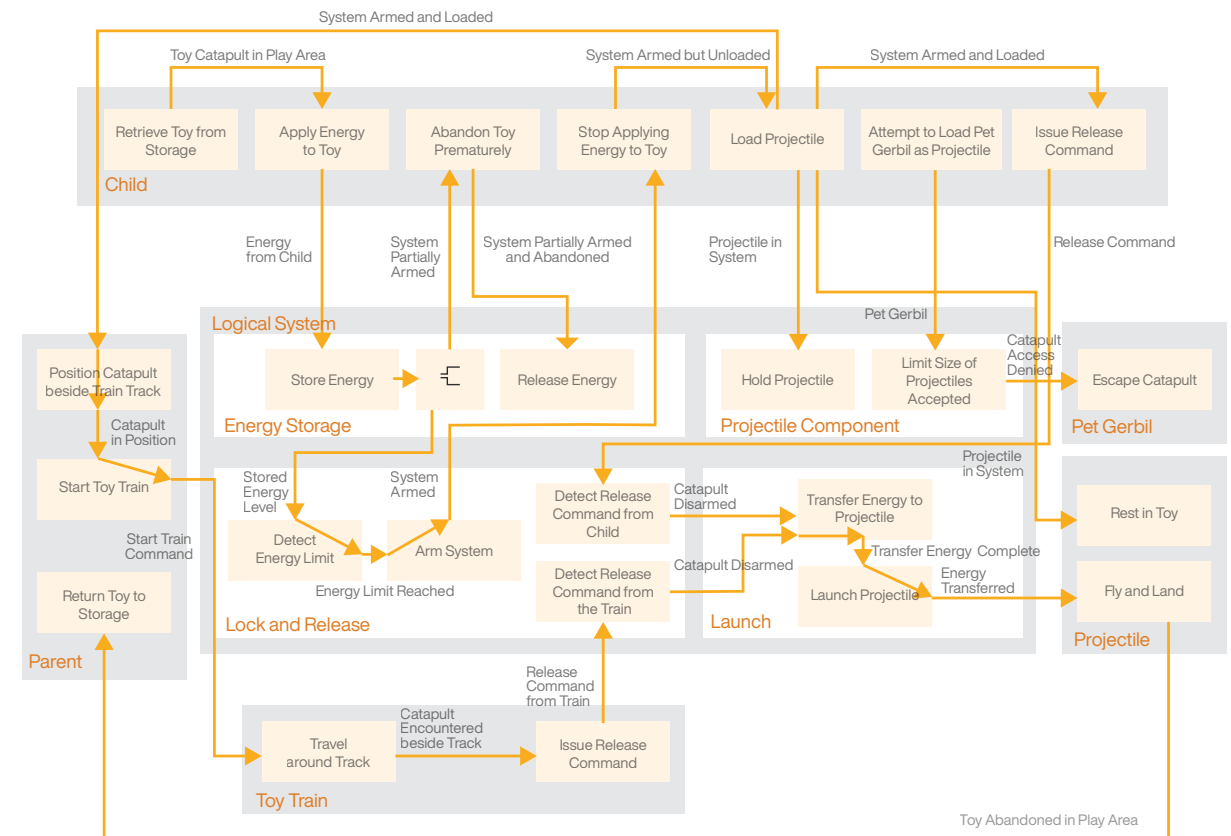 System Armed and Loaded
Toy Catapult in Play Area
System Armed but Unloaded
System Armed and Loaded
Retrieve Toy from
Storage
Apply Energy
to Toy
Abandon Toy
Prematurely
Stop Applying
Energy to Toy
Load Projectile
Attempt to Load Pet
Gerbil as Projectile
Issue Release
Command
Child
Energy
from Child
System
Partially
Armed
System Partially Armed
and Abandoned
Projectile in
System
Release Command
Logical System
Pet Gerbil
Position Catapult
beside Train Track
Store Energy
Release Energy
Hold Projectile
Limit Size of
Projectiles
Accepted
Catapult
Access
Denied
Escape Catapult
Energy Storage
Projectile Component
Pet Gerbil
Catapult
in Position
Start Toy Train
Stored
Energy
Level
System
Armed
Detect Release
Command from
Child
Catapult
Disarmed
Transfer Energy to
Projectile
Projectile
in System
Rest in Toy
Start Train
Command
Detect
Energy Limit
Arm System
Energy Limit Reached
Transfer Energy Complete
Return Toy to
Storage
Detect Release
Command from
the Train
Catapult Disarmed
Launch Projectile
Energy
Transferred
Fly and Land
Lock and Release
Launch
Projectile
Parent
Release
Command
from Train
Travel
around Track
Catapult
Encountered
beside Track
Issue Release
Command
Toy Train
Toy Abandoned in Play Area